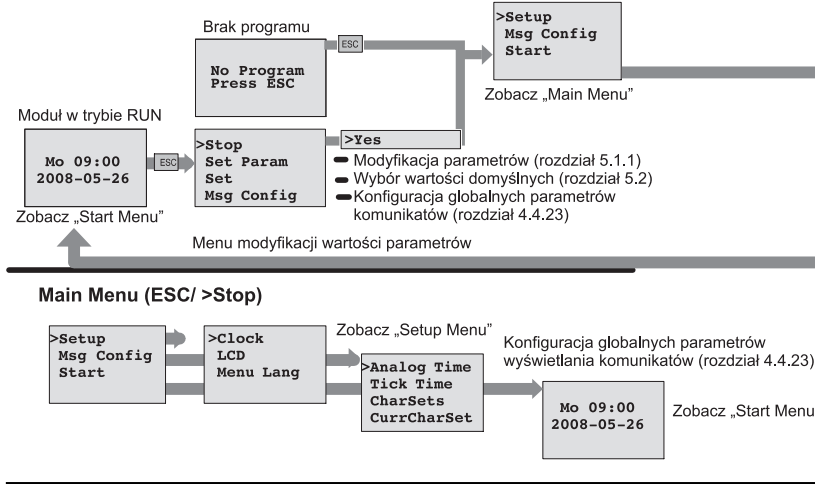 Brak programu
ESC
No Program
Press ESC
>Setup
Msg Config
Start
Zobacz „Main Menu”
Moduł w trybie RUN
Mo 09:00
2008-05-26
ESC
Zobacz „Start Menu”
>Stop
Set Param
Set
Msg Config
>Yes
Modyfikacja parametrów (rozdział 5.1.1)
Wybór wartości domyślnych (rozdział 5.2)
Konfiguracja globalnych parametrów
komunikatów (rozdział 4.4.23)
Menu modyfikacji wartości parametrów
Main Menu (ESC/ >Stop)
>Setup
Msg Config
Start
>Clock
LCD
Menu Lang
Zobacz „Setup Menu”
>Analog Time
Tick Time
CharSets
CurrCharSet
Konfiguracja globalnych parametrów
wyświetlania komunikatów (rozdział 4.4.23)
Mo 09:00
2008-05-26
Zobacz „Start Menu